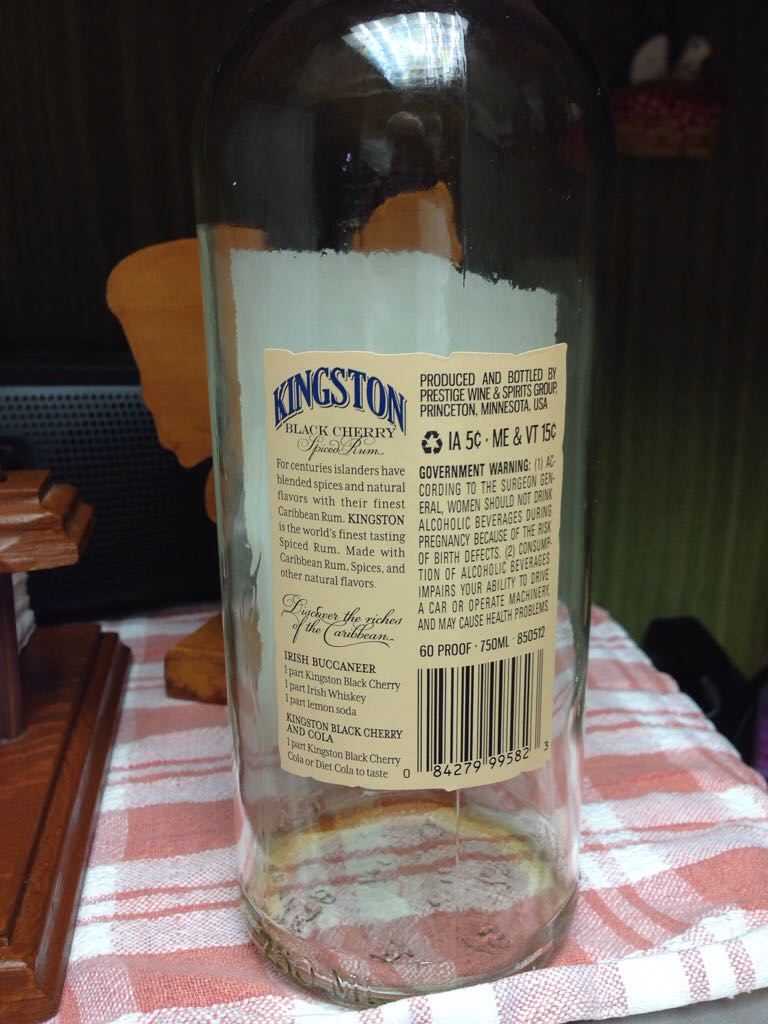 KINGSTON
BLACK CHERRY
Spiced Rum
For centuries islanders have
blended spices and natural
flavors with their finest
Caribbean Rum. KINGSTON
is the world's finest tasting
Spiced Rum. Made with
Caribbean Rum, Spices, and
other natural flavors.
Discover the riches
of the Caribbean
IRISH BUCCANEER
1 part Kingston Black Cherry
1 part Irish Whiskey
1 part lemon soda
KINGSTON BLACK CHERRY
AND COLA
1 part Kingston Black Cherry
Cola or Diet Cola to taste
PRODUCED AND BOTTLED BY
PRESTIGE WINE & SPIRITS GROUP,
PRINCETON, MINNESOTA, USA
IA 5¢ · ME & VT 15¢
GOVERNMENT WARNING: (1) AC-
CORDING TO THE SURGEON GEN-
ERAL, WOMEN SHOULD NOT DRINK
ALCOHOLIC BEVERAGES DURING
PREGNANCY BECAUSE OF THE RISK
OF BIRTH DEFECTS. (2) CONSUMP-
TION OF ALCOHOLIC BEVERAGES
IMPAIRS YOUR ABILITY TO DRIVE
A CAR OR OPERATE MACHINERY,
AND MAY CAUSE HEALTH PROBLEMS.
60 PROOF · 750ML · 850512
0 84279 99582 3